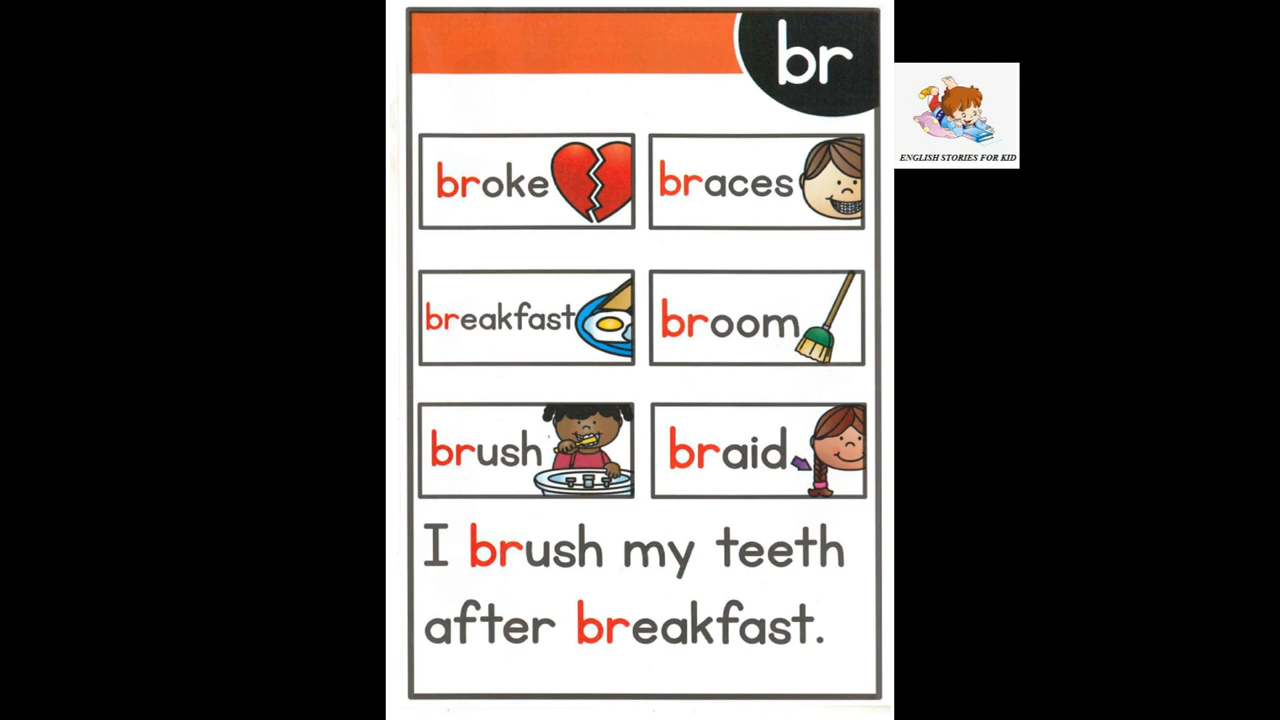 br
ENGLISH STORIES FOR KID
broke
braces
breakfast
broom
brush
braid
I brush my teeth
after breakfast.